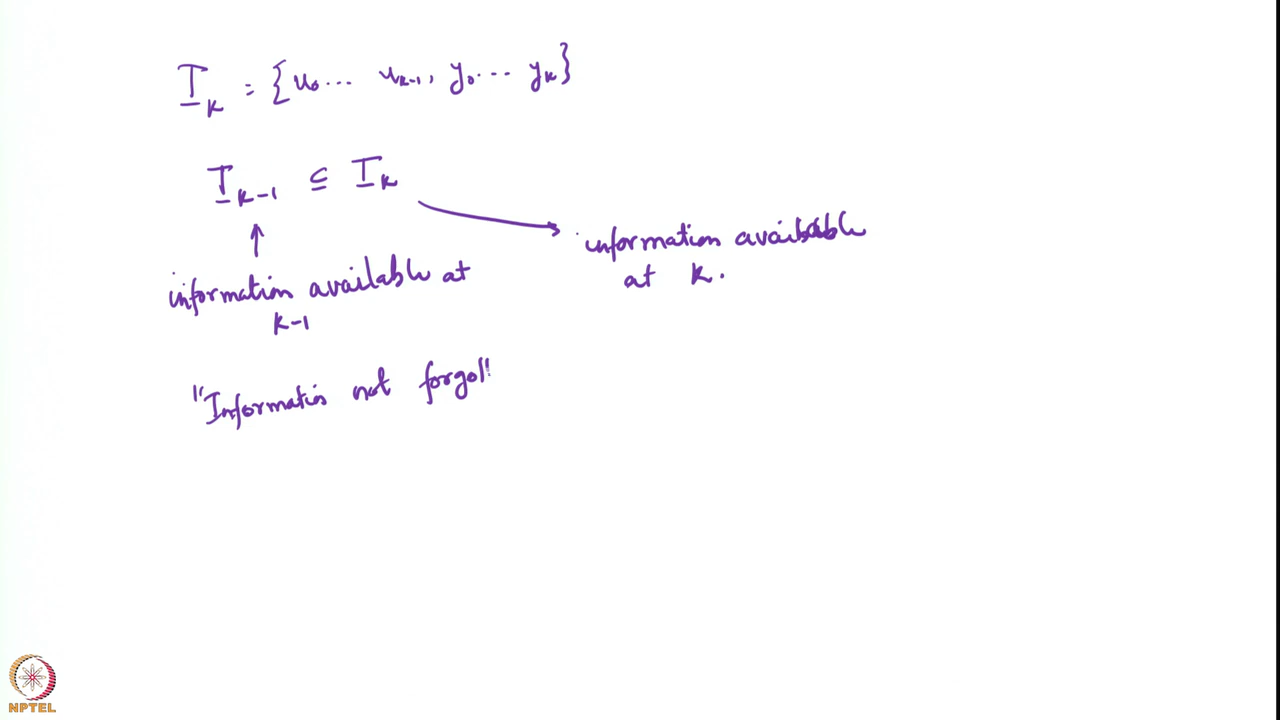 I_k = {u_0 ... u_{k-1}, y_0 ... y_k}
I_{k-1} ⊆ I_k
information available at k-1
information available
at k.
"Informatin not forgot"
NPTEL